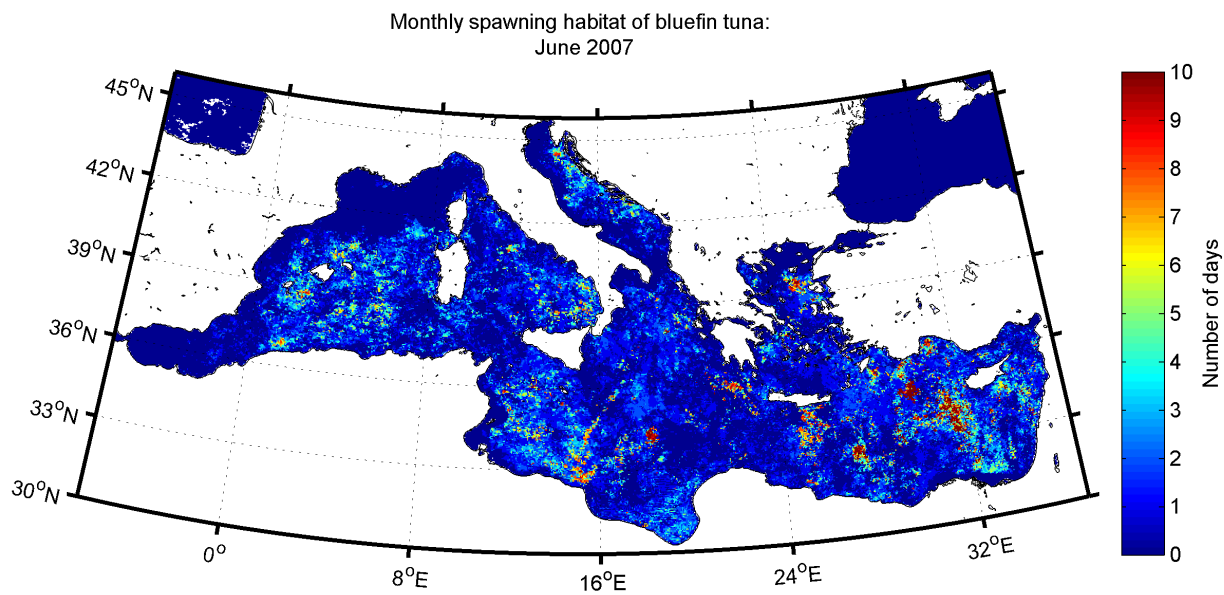 Monthly spawning habitat of bluefin tuna:
June 2007
45°N
42°N
39°N
36°N
33°N
30°N
0°
8°E
16°E
24°E
32°E
10
9
8
7
6
5
4
3
2
1
0
Number of days